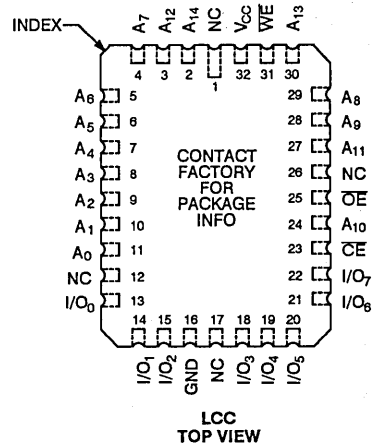 INDEX
A7 A12 A14 NC VCC W̅E̅ A13
4 3 2 1 32 31 30
A6 5 29 A8
A5 6 28 A9
A4 7 27 A11
A3 8 26 NC
A2 9 25 O̅E̅
A1 10 24 A10
A0 11 23 C̅E̅
NC 12 22 I/O7
I/O0 13 21 I/O6
CONTACT
FACTORY
FOR
PACKAGE
INFO
14 15 16 17 18 19 20
I/O1 I/O2 GND NC I/O3 I/O4 I/O5
LCC
TOP VIEW